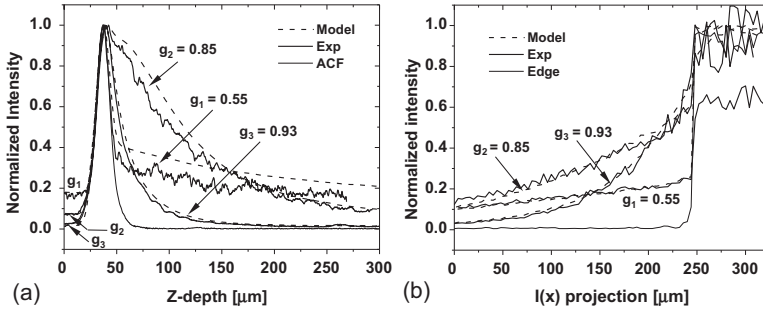 Normalized Intensity
1.0
0.8
0.6
0.4
0.2
0.0
g₂ = 0.85
g₁ = 0.55
g₃ = 0.93
Model
Exp
ACF
g₁
g₂
g₃
0 50 100 150 200 250 300
Z-depth [μm]
(a)
Normalized Intensity
1.0
0.8
0.6
0.4
0.2
0.0
Model
Exp
Edge
g₂ = 0.85
g₃ = 0.93
g₁ = 0.55
0 50 100 150 200 250 300
I(x) projection [μm]
(b)